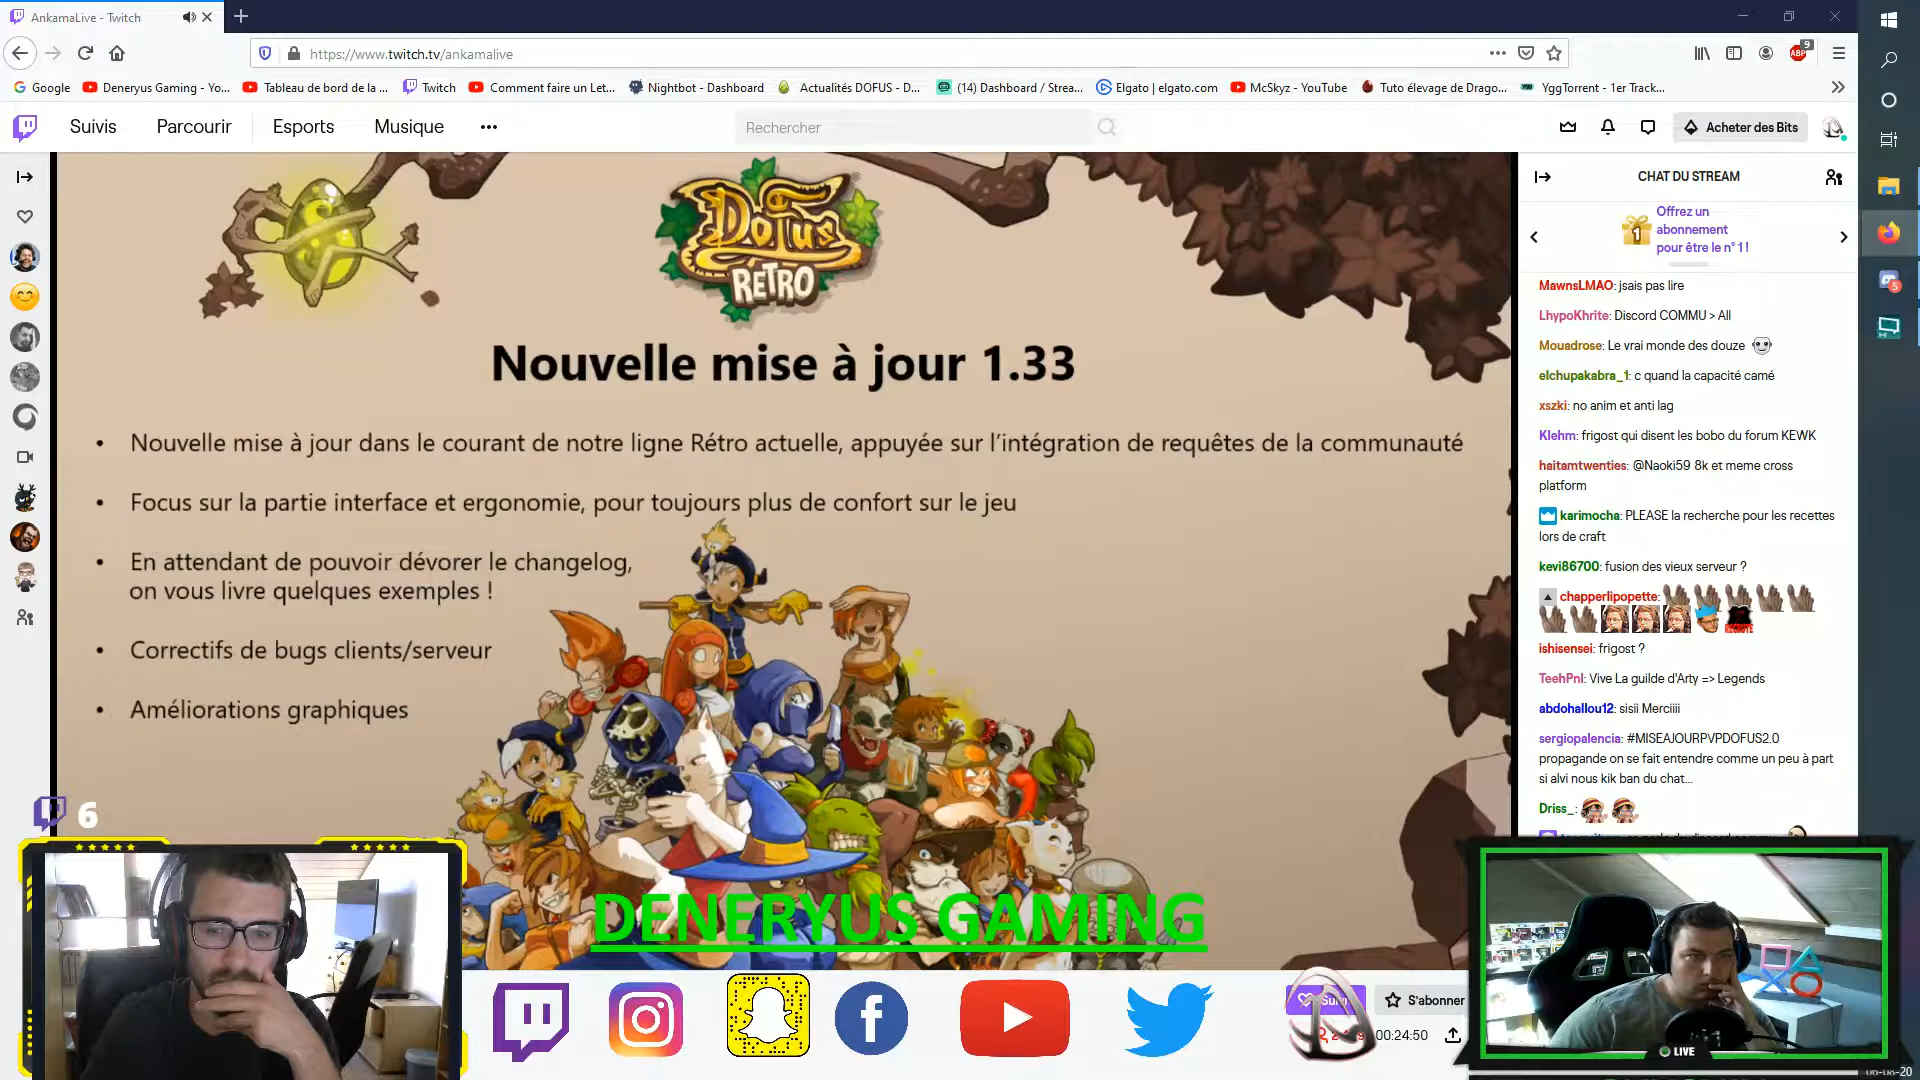 AnkamaLive - Twitch
https://www.twitch.tv/ankamalive
9
ABP
Google
Deneryus Gaming - Yo...
Tableau de bord de la ...
Twitch
Comment faire un Let...
Nightbot - Dashboard
Actualités DOFUS - D...
(14) Dashboard / Strea...
Elgato | elgato.com
McSkyz - YouTube
Tuto élevage de Drago...
YggTorrent - 1er Track...
Suivis
Parcourir
Esports
Musique
Rechercher
Acheter des Bits
DOFUS
RETRO
Nouvelle mise à jour 1.33
• Nouvelle mise à jour dans le courant de notre ligne Rétro actuelle, appuyée sur l'intégration de requêtes de la communauté
• Focus sur la partie interface et ergonomie, pour toujours plus de confort sur le jeu
• En attendant de pouvoir dévorer le changelog,
on vous livre quelques exemples !
• Correctifs de bugs clients/serveur
• Améliorations graphiques
6
DENERYUS GAMING
S'abonner
00:24:50
CHAT DU STREAM
1
Offrez un
abonnement
pour être le n° 1 !
MawnsLMAO: jsais pas lire
LhypoKhrite: Discord COMMU > All
Mouadrose: Le vrai monde des douze
elchupakabra_1: c quand la capacité camé
xszki: no anim et anti lag
Klehm: frigost qui disent les bobo du forum KEWK
haitamtwenties: @Naoki59 8k et meme cross
platform
karimocha: PLEASE la recherche pour les recettes
lors de craft
kevi86700: fusion des vieux serveur ?
chapperlipopette:
ishisensei: frigost ?
TeehPnl: Vive La guilde d'Arty => Legends
abdohallou12: sisii Merciiii
sergiopalencia: #MISEAJOURPVPDOFUS2.0
propagande on se fait entendre comme un peu à part
si alvi nous kik ban du chat...
Driss_:
5
LIVE
06-08-20